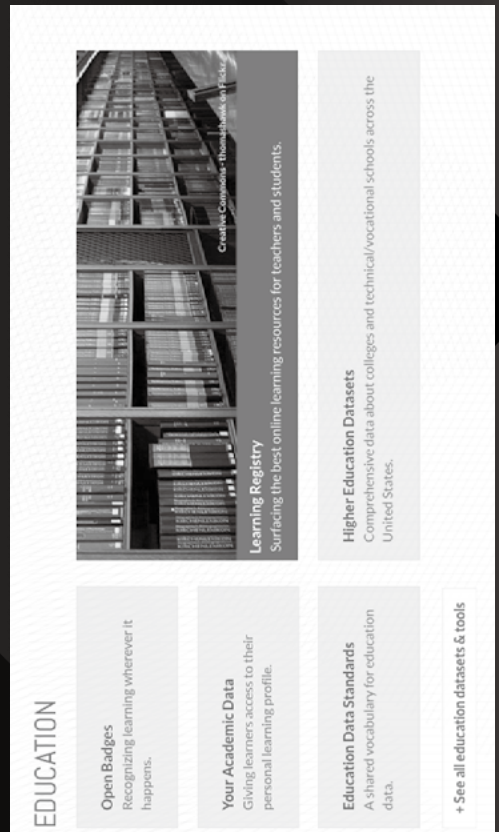 EDUCATION
Open Badges
Recognizing learning wherever it
happens.
Your Academic Data
Giving learners access to their
personal learning profile.
Education Data Standards
A shared vocabulary for education
data.
+ See all education datasets & tools
Creative Commons - thomashawk on Flickr
Learning Registry
Surfacing the best online learning resources for teachers and students.
Higher Education Datasets
Comprehensive data about colleges and technical/vocational schools across the
United States.